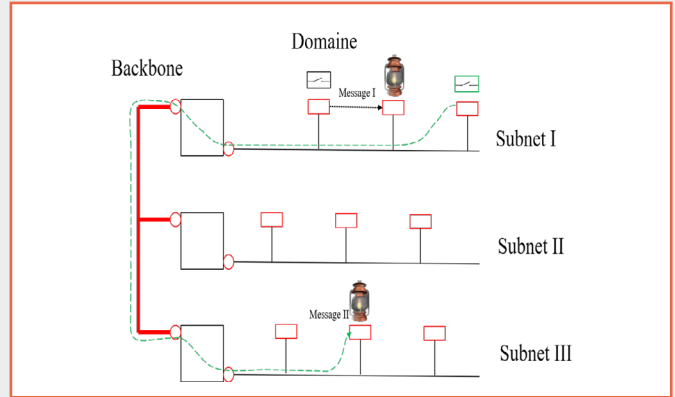 Domaine
Backbone
Message I
Subnet I
Subnet II
Message II
Subnet III